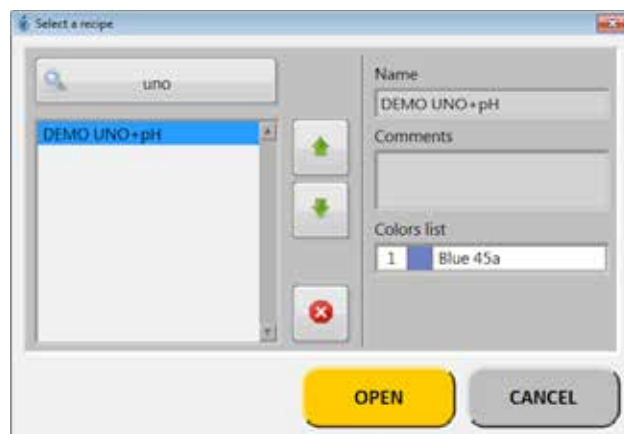 Select a recipe
uno
DEMO UNO+pH
Name
DEMO UNO+pH
Comments
Colors list
1 Blue 45a
OPEN
CANCEL